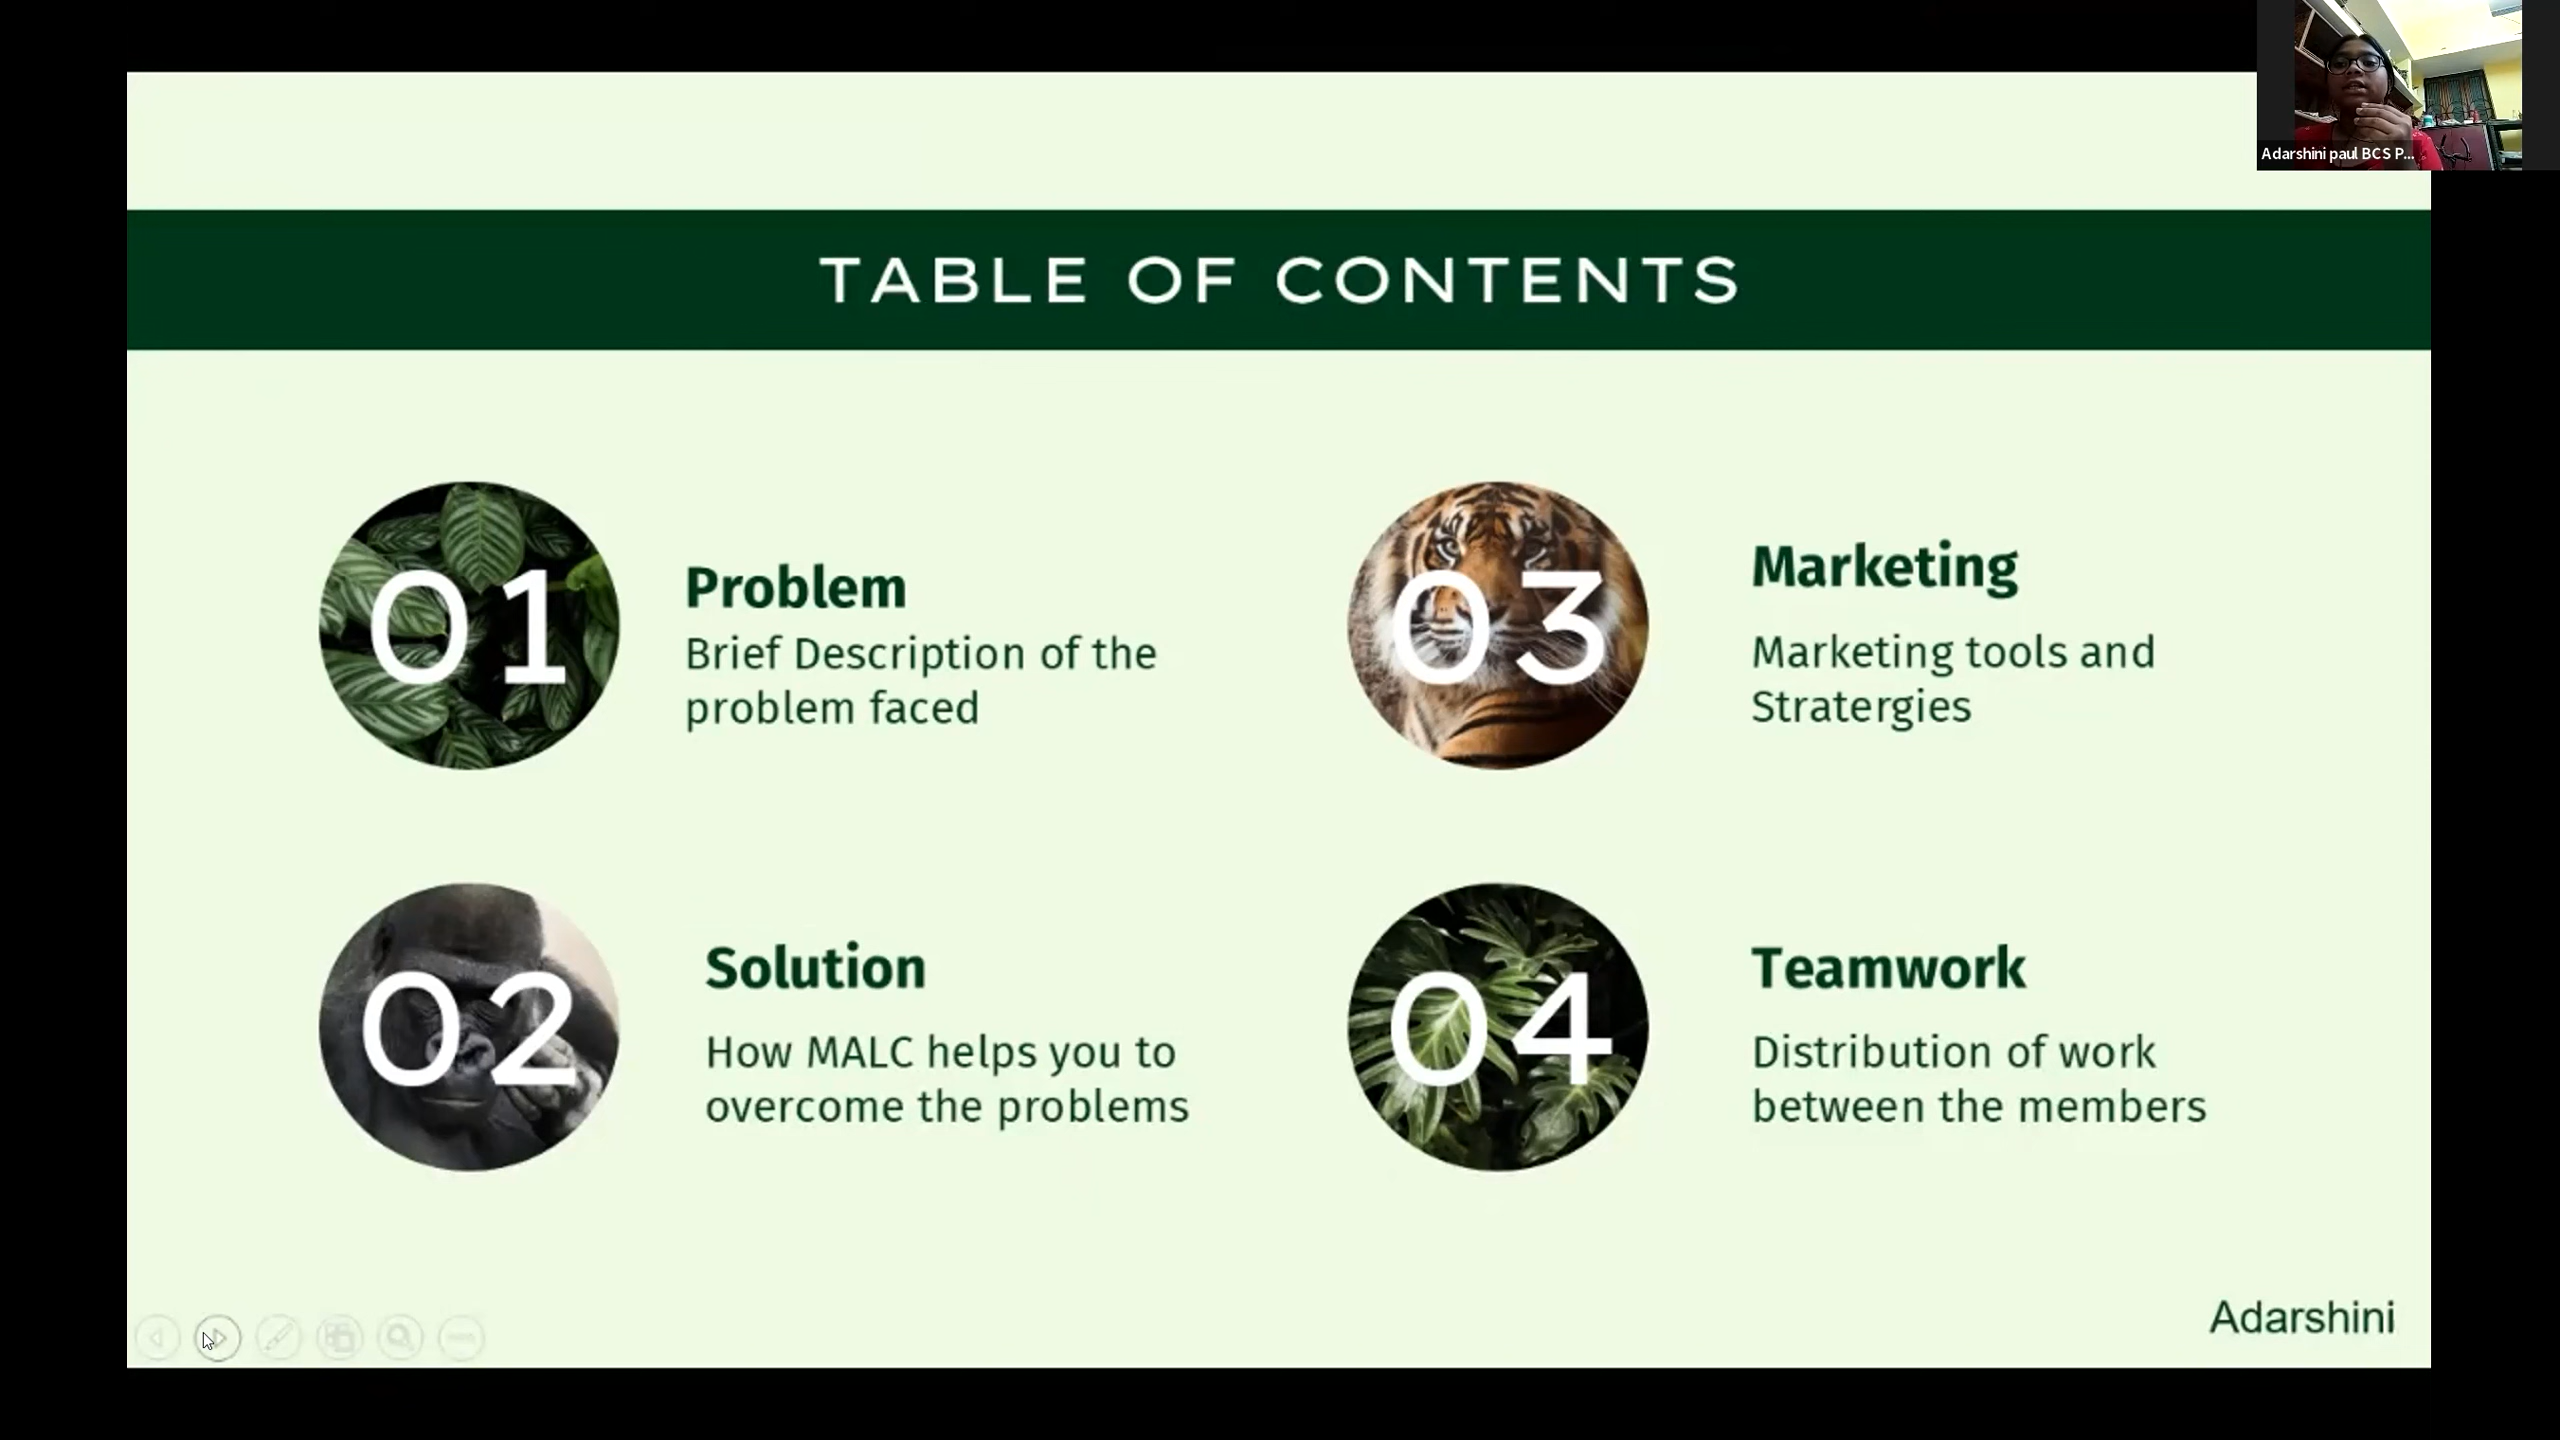 Adarshini paul BCS P...
TABLE OF CONTENTS
01
Problem
Brief Description of the
problem faced
02
Solution
How MALC helps you to
overcome the problems
03
Marketing
Marketing tools and
Stratergies
04
Teamwork
Distribution of work
between the members
Adarshini